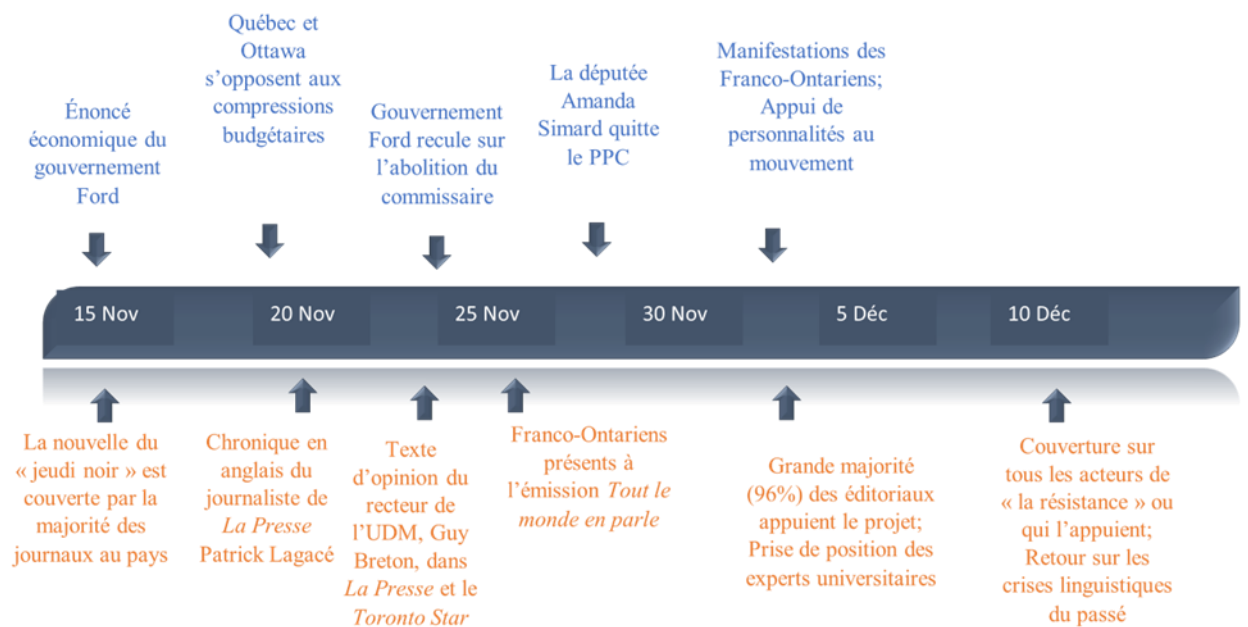 Énoncé
économique du
gouvernement
Ford
Québec et
Ottawa
s'opposent aux
compressions
budgétaires
Gouvernement
Ford recule sur
l'abolition du
commissaire
La députée
Amanda
Simard quitte
le PPC
Manifestations des
Franco-Ontariens;
Appui de
personnalités au
mouvement
15 Nov
20 Nov
25 Nov
30 Nov
5 Déc
10 Déc
La nouvelle du
« jeudi noir » est
couverte par la
majorité des
journaux au pays
Chronique en
anglais du
journaliste de
La Presse
Patrick Lagacé
Texte
d'opinion du
recteur de
l'UDM, Guy
Breton, dans
La Presse et le
Toronto Star
Franco-Ontariens
présents à
l'émission Tout le
monde en parle
Grande majorité
(96%) des éditoriaux
appuient le projet;
Prise de position des
experts universitaires
Couverture sur
tous les acteurs de
« la résistance » ou
qui l'appuient;
Retour sur les
crises linguistiques
du passé